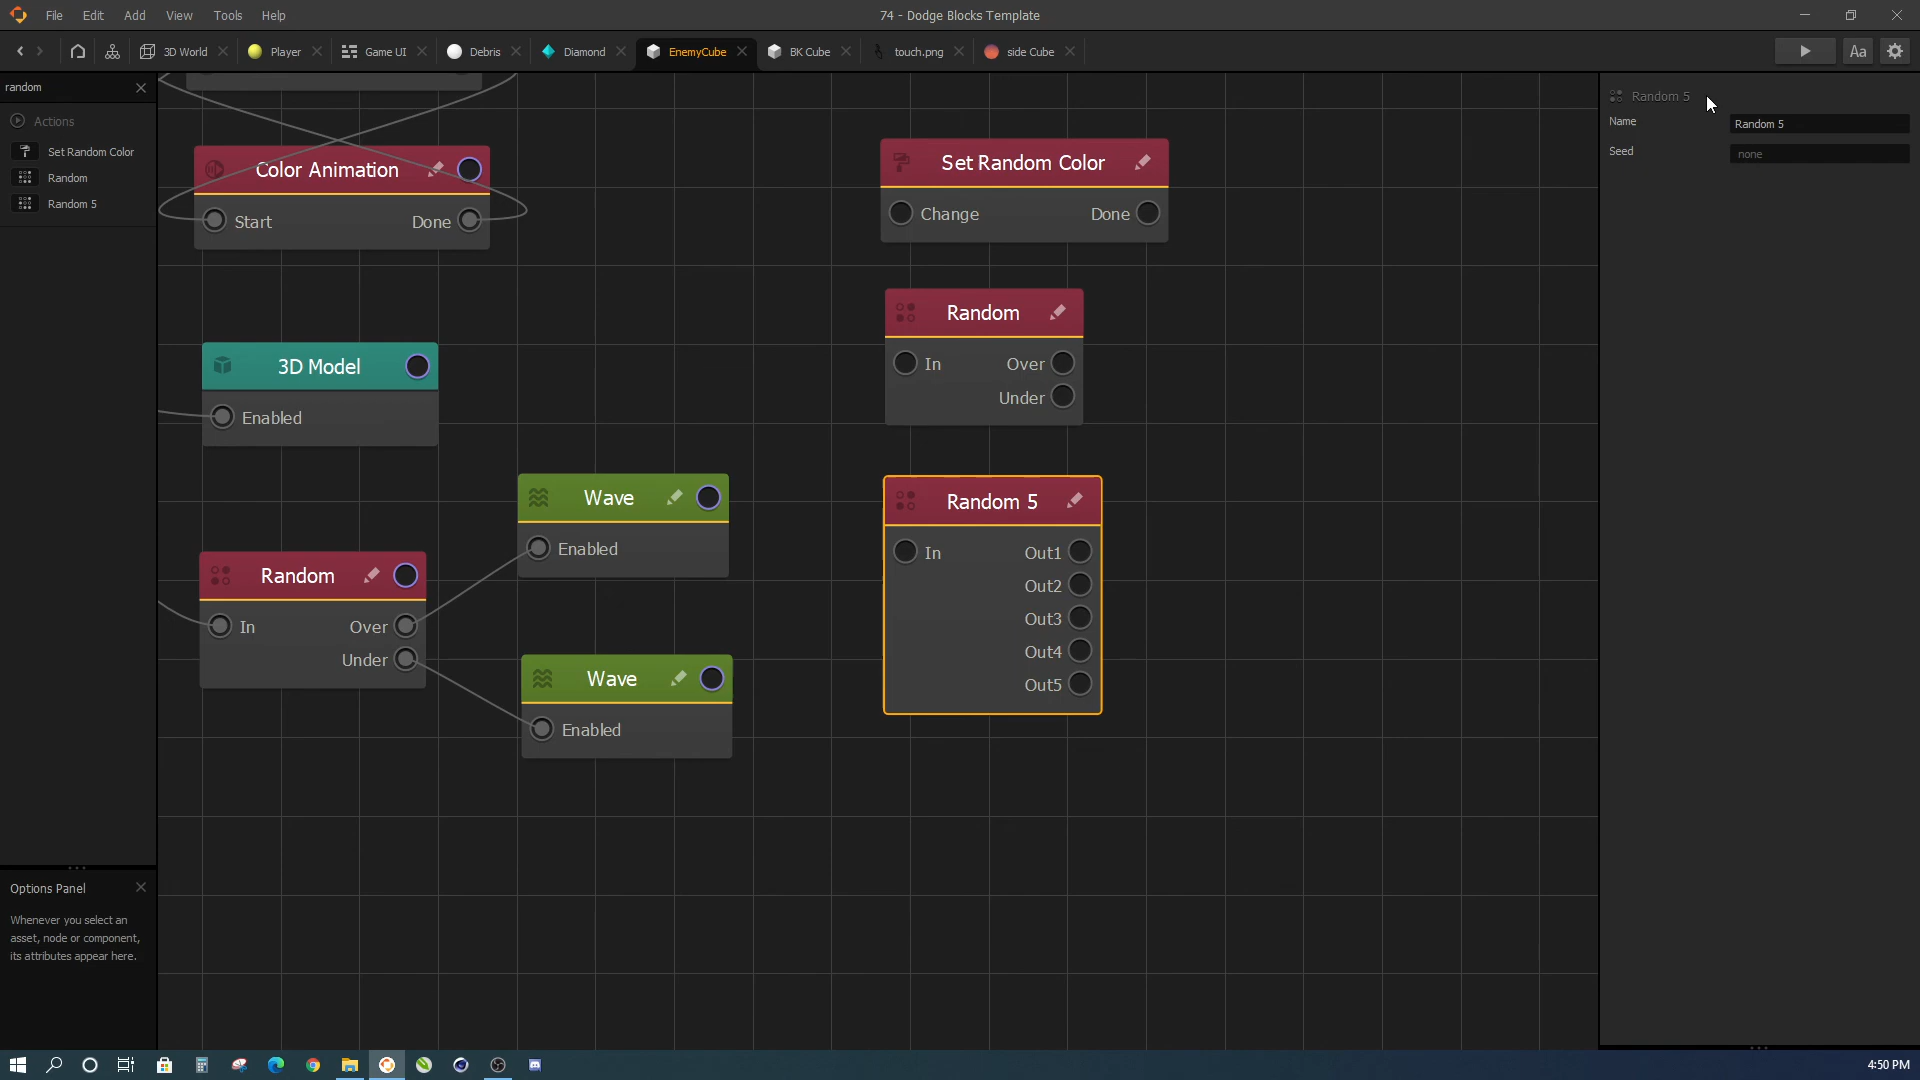 File Edit Add View Tools Help
74 - Dodge Blocks Template
3D World
Player
Game UI
Debris
Diamond
EnemyCube
BK Cube
touch.png
side Cube
Aa
random
Actions
Set Random Color
Random
Random 5
Color Animation
Start
Done
3D Model
Enabled
Random
In
Over
Under
Wave
Enabled
Wave
Enabled
Set Random Color
Change
Done
Random
In
Over
Under
Random 5
In
Out1
Out2
Out3
Out4
Out5
Random 5
Name
Random 5
Seed
none
Options Panel
Whenever you select an
asset, node or component,
its attributes appear here.
4:50 PM